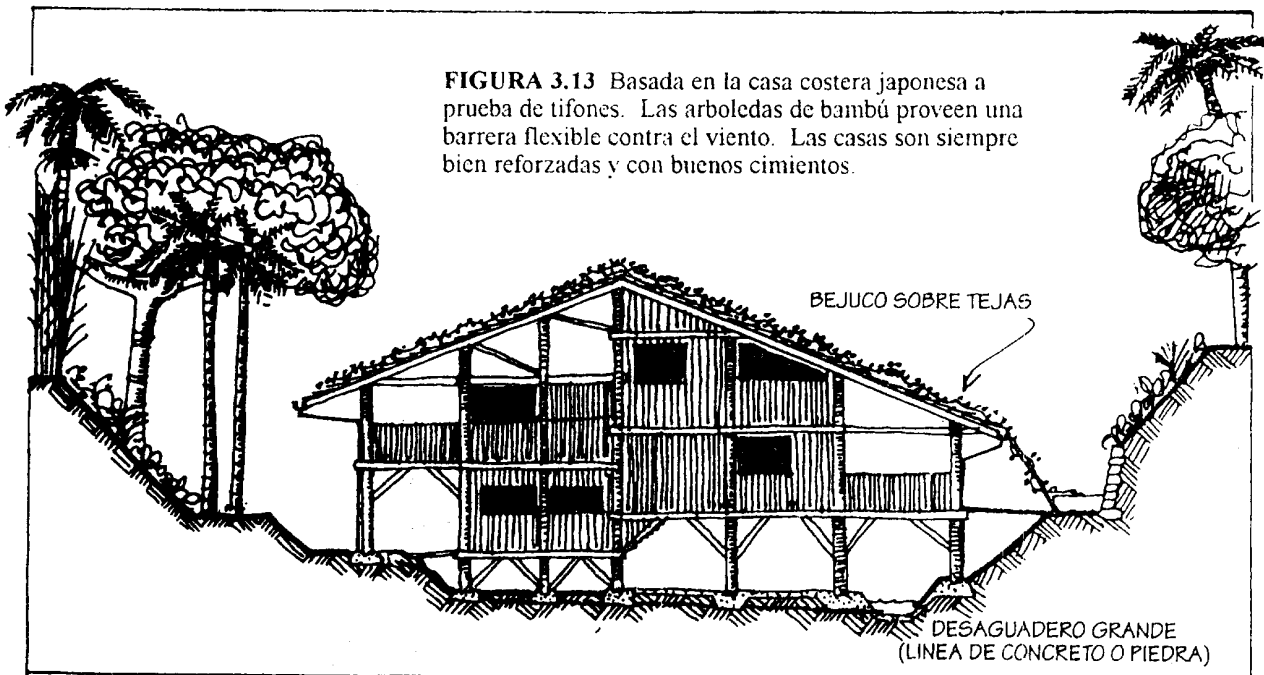 FIGURA 3.13 Basada en la casa costera japonesa a
prueba de tifones. Las arboledas de bambú proveen una
barrera flexible contra el viento. Las casas son siempre
bien reforzadas y con buenos cimientos.
BEJUCO SOBRE TEJAS
DESAGUADERO GRANDE
(LINEA DE CONCRETO O PIEDRA)